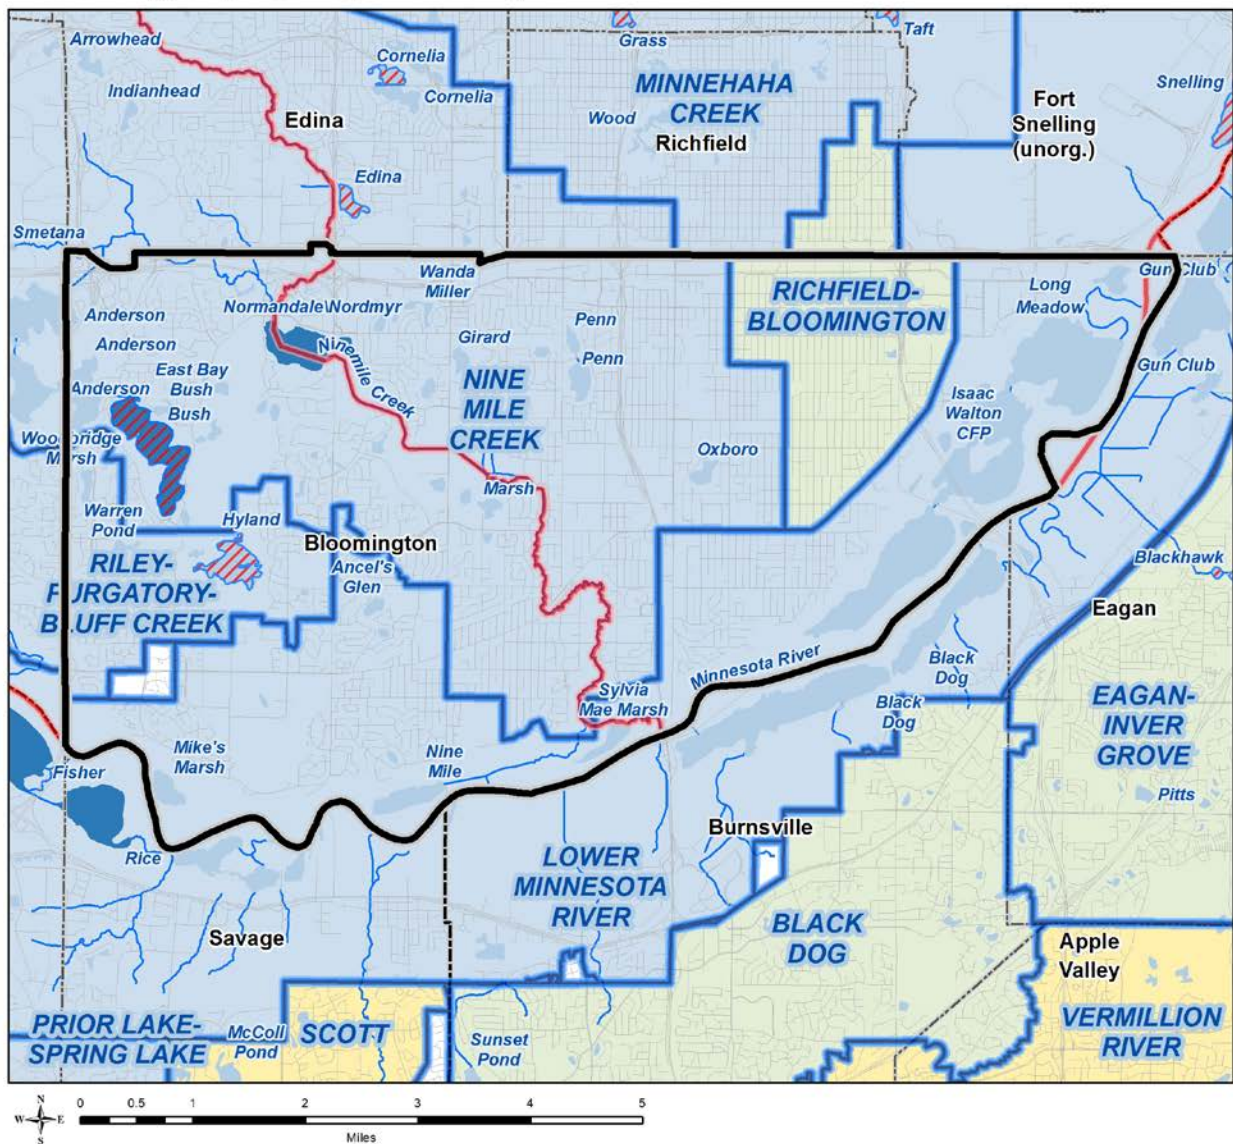 Arrowhead
Cornelia
Grass
Taft
Indianhead
Cornelia
MINNEHAHA
CREEK
Snelling
Edina
Wood
Richfield
Fort
Snelling
(unorg.)
Edina
Smetana
Wanda
Miller
Gun Club
Long
Meadow
Normandale
Nordmyr
RICHFIELD-
BLOOMINGTON
Anderson
Anderson
Anderson
East Bay
Bush
Bush
Ninemile Creek
Girard
Penn
Penn
Gun Club
NINE
MILE
CREEK
Isaac
Walton
CFP
Woodbridge
Marsh
Oxboro
Marsh
Warren
Pond
Hyland
Bloomington
Ancel's
Glen
RILEY-
PURGATORY-
BLUFF CREEK
Blackhawk
Eagan
Minnesota River
Black
Dog
Sylvia
Mae Marsh
Black
Dog
EAGAN-
INVER
GROVE
Mike's
Marsh
Nine
Mile
Fisher
Pitts
Burnsville
Rice
LOWER
MINNESOTA
RIVER
BLACK
DOG
Savage
Apple
Valley
PRIOR LAKE-
SPRING LAKE
McColl
Pond
SCOTT
Sunset
Pond
VERMILLION
RIVER
N
W E
S
0 0.5 1 2 3 4 5
Miles